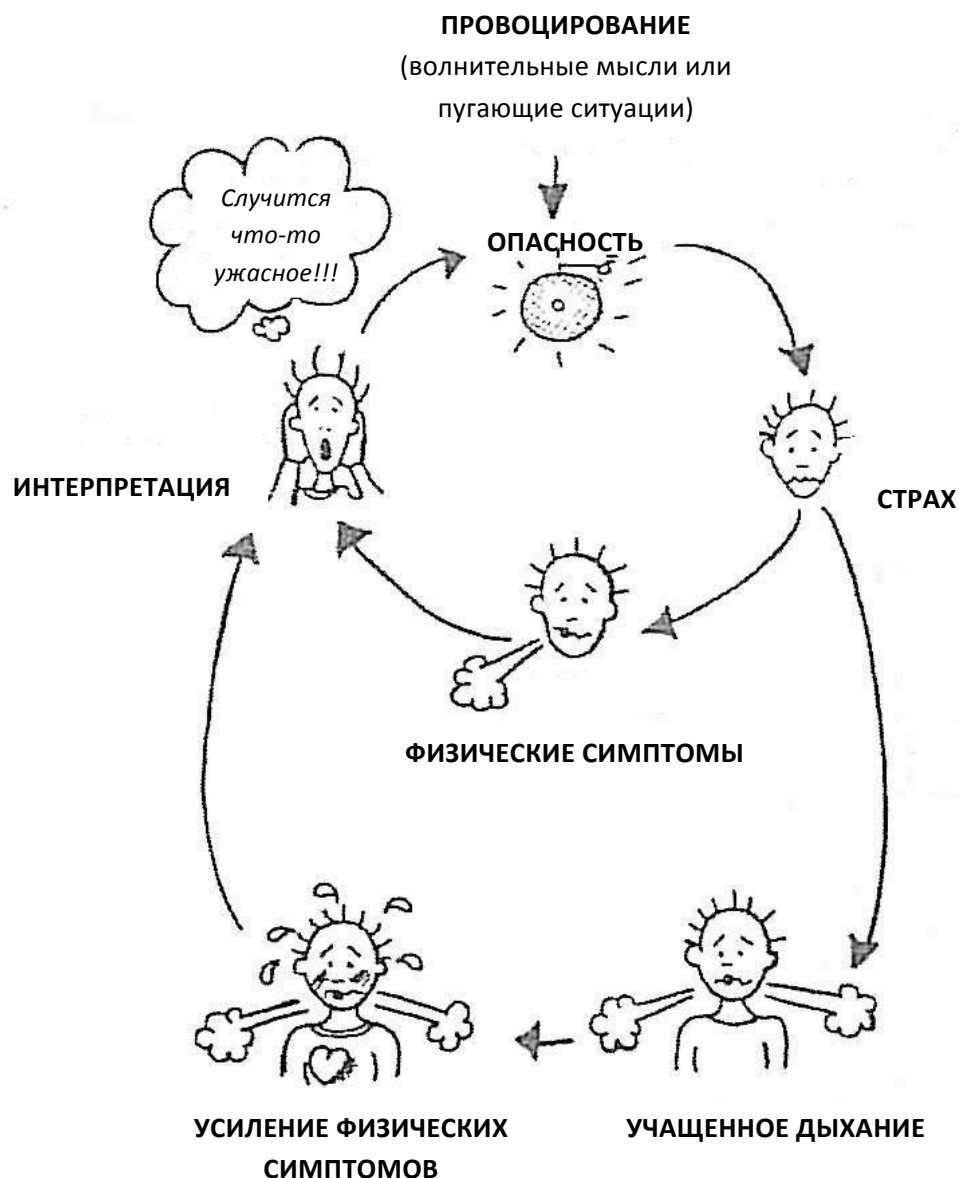 ПРОВОЦИРОВАНИЕ
(волнительные мысли или
пугающие ситуации)
Случится
что-то
ужасное!!!
ОПАСНОСТЬ
ИНТЕРПРЕТАЦИЯ
СТРАХ
ФИЗИЧЕСКИЕ СИМПТОМЫ
УСИЛЕНИЕ ФИЗИЧЕСКИХ
СИМПТОМОВ
УЧАЩЕННОЕ ДЫХАНИЕ